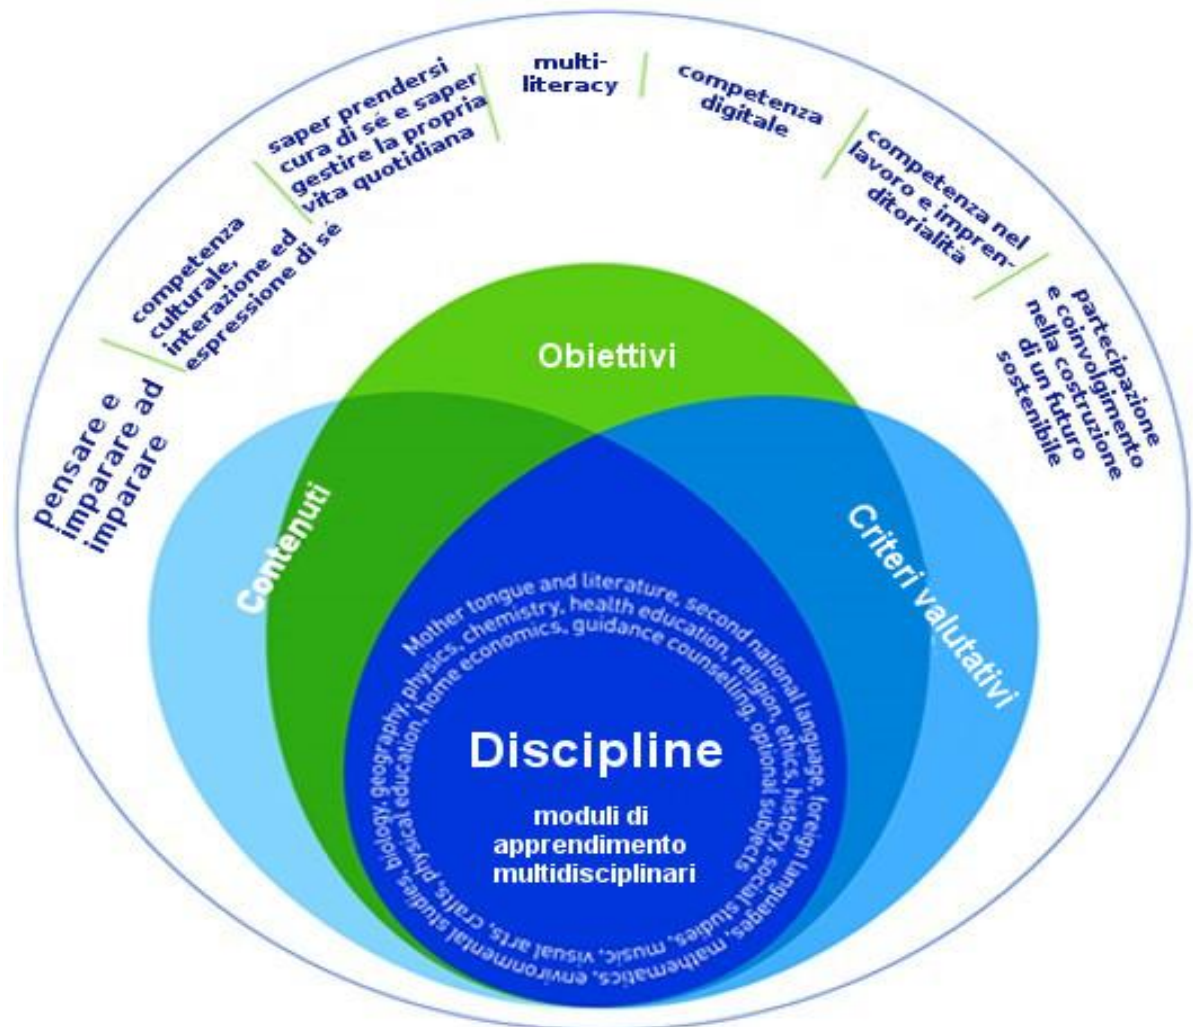 pensare e
imparare ad
imparare
competenza
culturale,
interazione ed
espressione di sé
saper prendersi
cura di sé e saper
gestire la propria
vita quotidiana
multi-
literacy
competenza
digitale
competenza nel
lavoro e impren-
ditorialità
partecipazione
e coinvolgimento
nella costruzione
di un futuro
sostenibile
Obiettivi
Contenuti
Criteri valutativi
Mother tongue and literature, second national language, foreign languages, mathematics, environmental studies, biology, geography, physics, chemistry, health education, religion, ethics, history, social studies, music, visual arts, crafts, physical education, home economics, guidance counselling, optional subjects
Discipline
moduli di
apprendimento
multidisciplinari